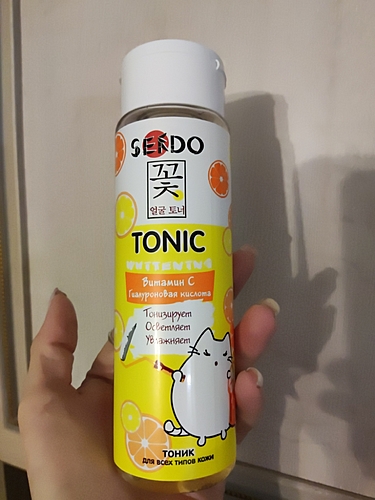 SENDO
꽃
얼굴 토너
TONIC
WHITENING
Витамин С
Гиалуроновая кислота
Тонизирует
Осветляет
Увлажняет
ТОНИК
для всех типов кожи